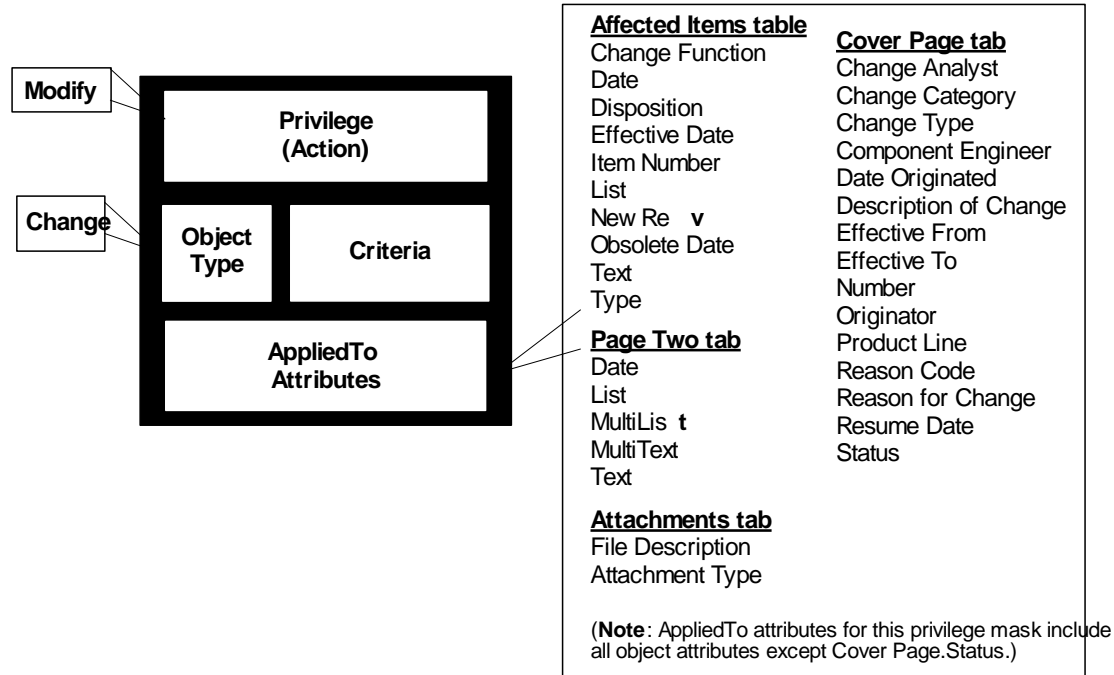 Modify
Privilege
(Action)
Change
Object
Type
Criteria
AppliedTo
Attributes
Affected Items table
Change Function
Date
Disposition
Effective Date
Item Number
List
New Re v
Obsolete Date
Text
Type
Page Two tab
Date
List
MultiLis t
MultiText
Text
Attachments tab
File Description
Attachment Type
Cover Page tab
Change Analyst
Change Category
Change Type
Component Engineer
Date Originated
Description of Change
Effective From
Effective To
Number
Originator
Product Line
Reason Code
Reason for Change
Resume Date
Status
(Note: AppliedTo attributes for this privilege mask include
all object attributes except Cover Page.Status.)